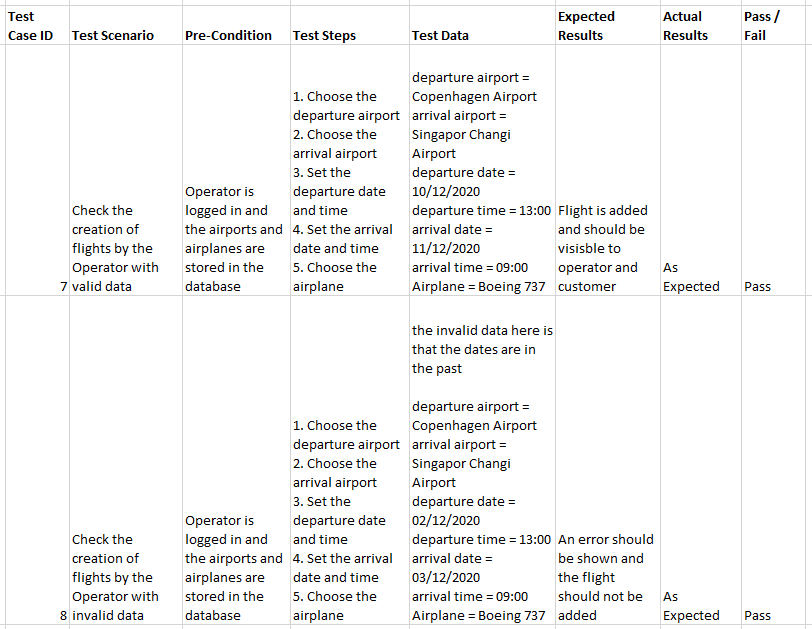 Test
Case ID
Test Scenario
Pre-Condition
Test Steps
Test Data
Expected
Results
Actual
Results
Pass /
Fail
7
Check the
creation of
flights by the
Operator with
valid data
Operator is
logged in and
the airports and
airplanes are
stored in the
database
1. Choose the
departure airport
2. Choose the
arrival airport
3. Set the
departure date
and time
4. Set the arrival
date and time
5. Choose the
airplane
departure airport =
Copenhagen Airport
arrival airport =
Singapor Changi
Airport
departure date =
10/12/2020
departure time = 13:00
arrival date =
11/12/2020
arrival time = 09:00
Airplane = Boeing 737
Flight is added
and should be
visisble to
operator and
customer
As
Expected
Pass
8
Check the
creation of
flights by the
Operator with
invalid data
Operator is
logged in and
the airports and
airplanes are
stored in the
database
1. Choose the
departure airport
2. Choose the
arrival airport
3. Set the
departure date
and time
4. Set the arrival
date and time
5. Choose the
airplane
the invalid data here is
that the dates are in
the past
departure airport =
Copenhagen Airport
arrival airport =
Singapor Changi
Airport
departure date =
02/12/2020
departure time = 13:00
arrival date =
03/12/2020
arrival time = 09:00
Airplane = Boeing 737
An error should
be shown and
the flight
should not be
added
As
Expected
Pass